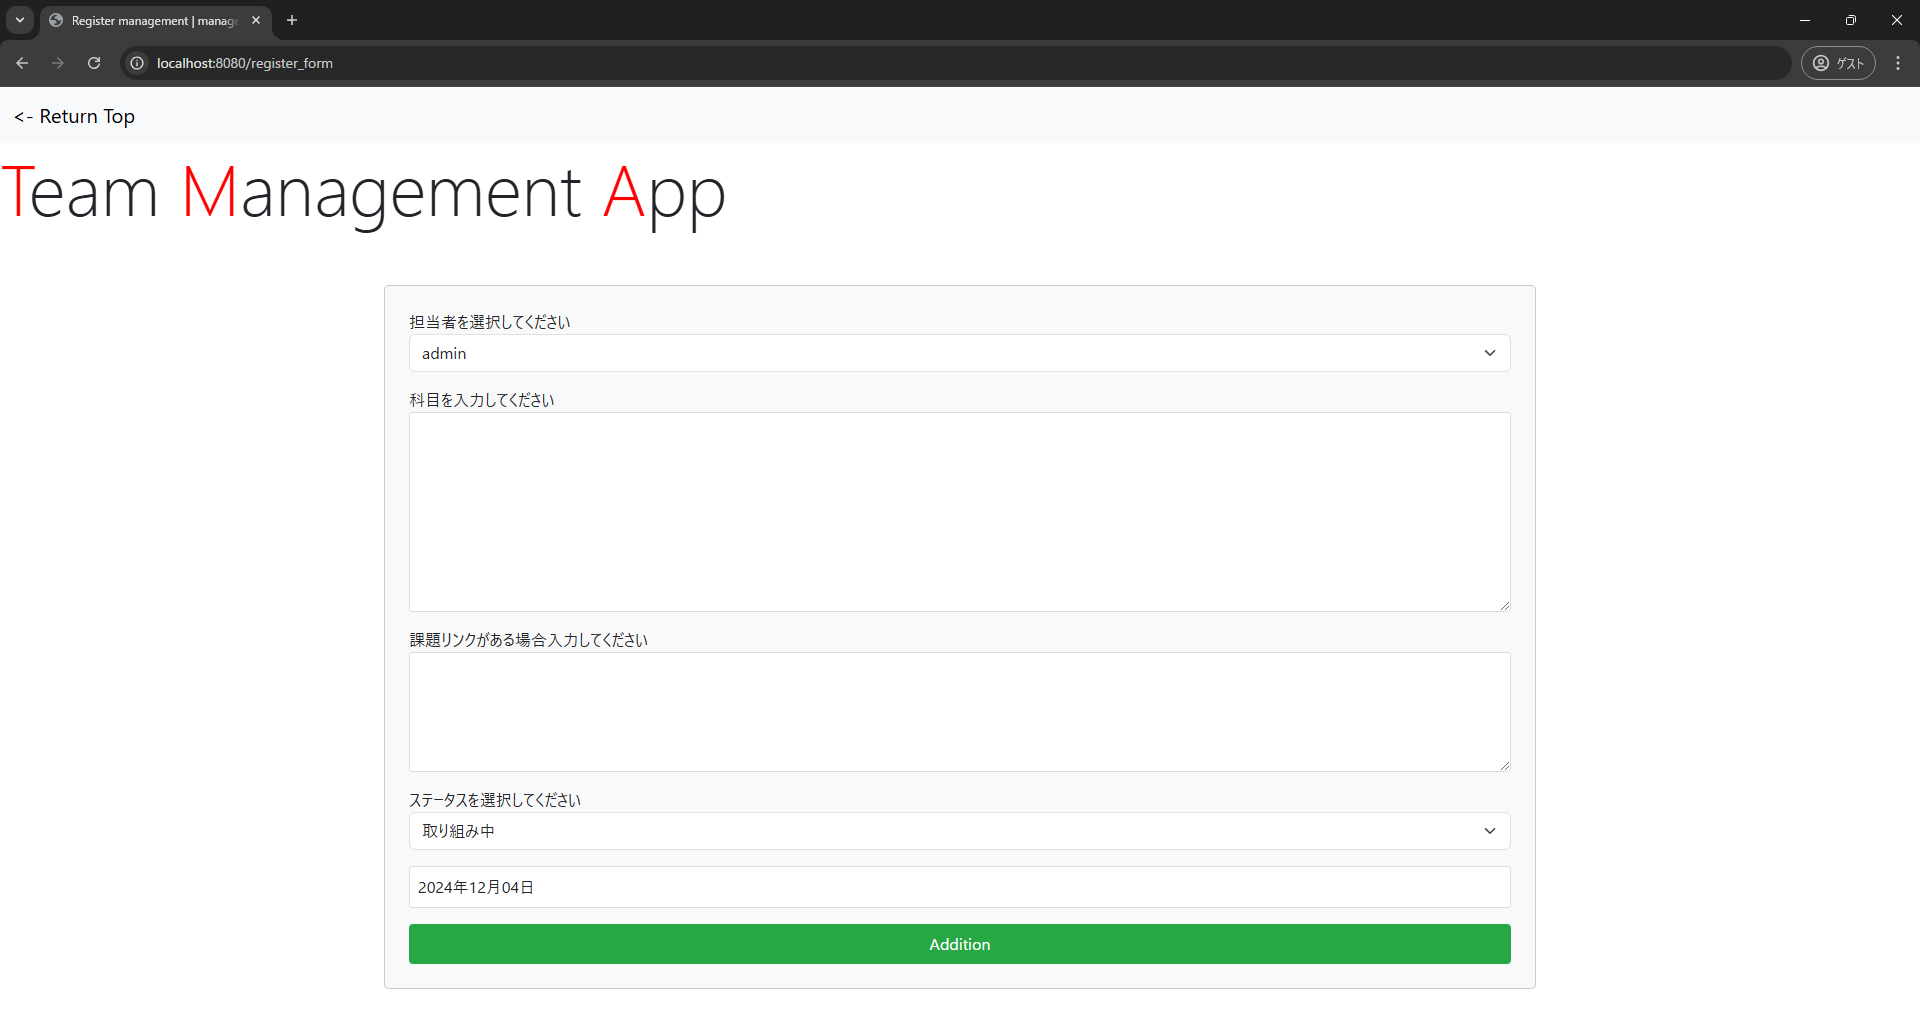 Register management | manag
localhost:8080/register_form
ゲスト
<- Return Top
Team Management App
担当者を選択してください
admin
科目を入力してください
課題リンクがある場合入力してください
ステータスを選択してください
取り組み中
2024年12月04日
Addition